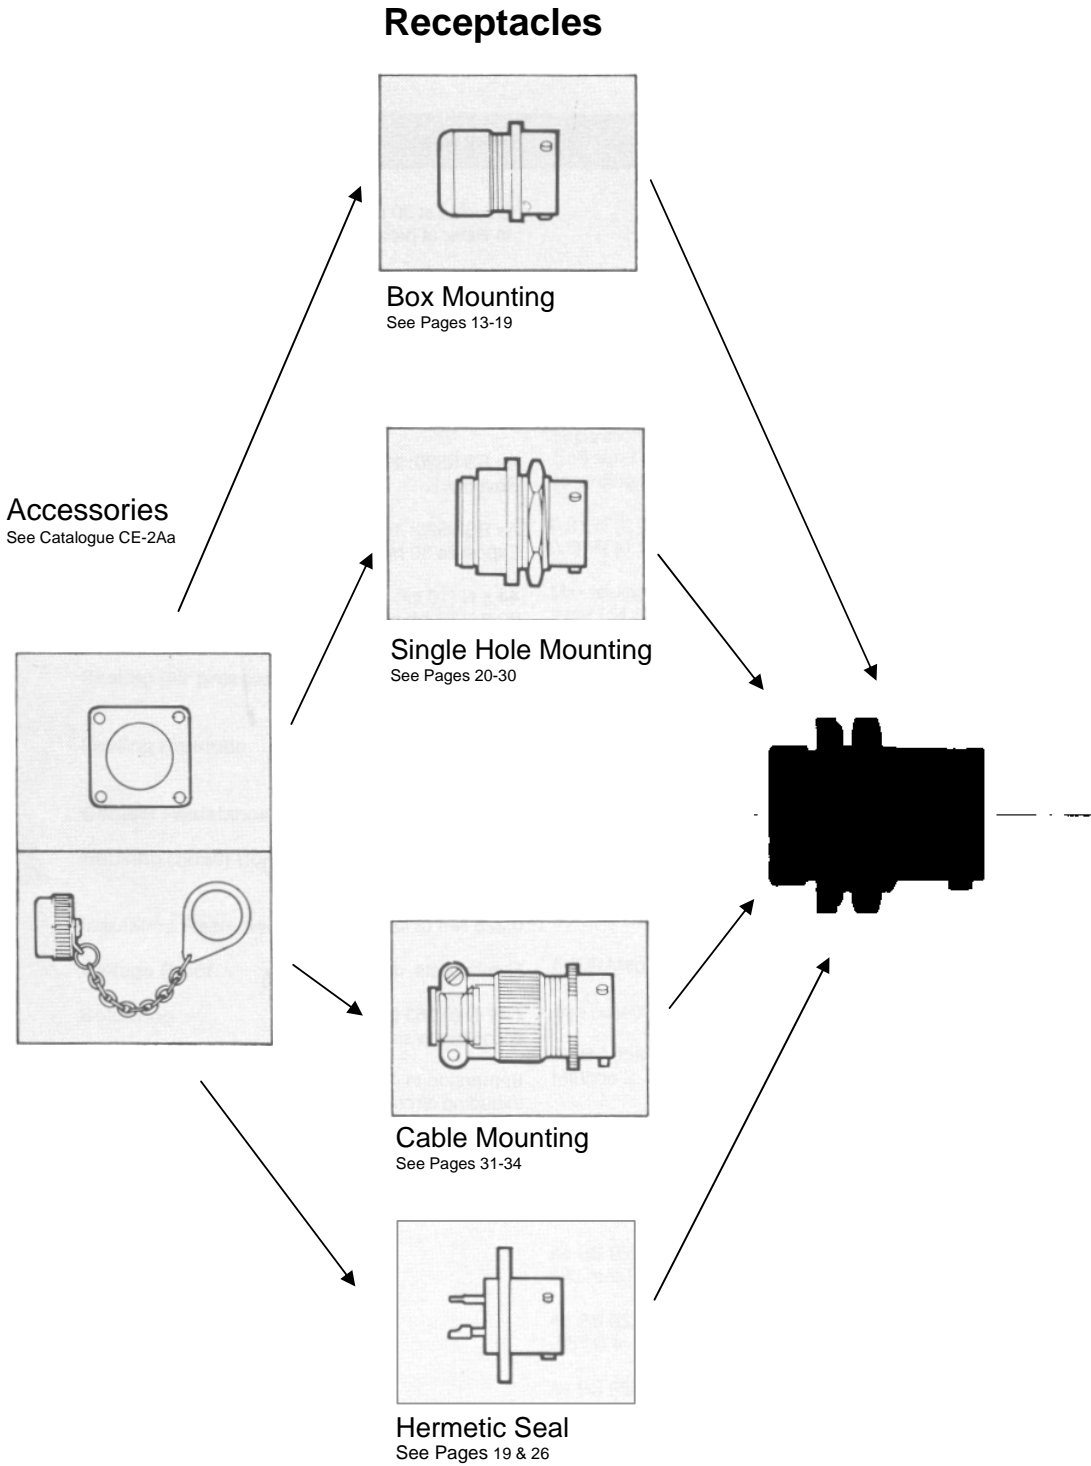 Receptacles
Box Mounting
See Pages 13-19
Accessories
See Catalogue CE-2Aa
Single Hole Mounting
See Pages 20-30
Cable Mounting
See Pages 31-34
Hermetic Seal
See Pages 19 & 26